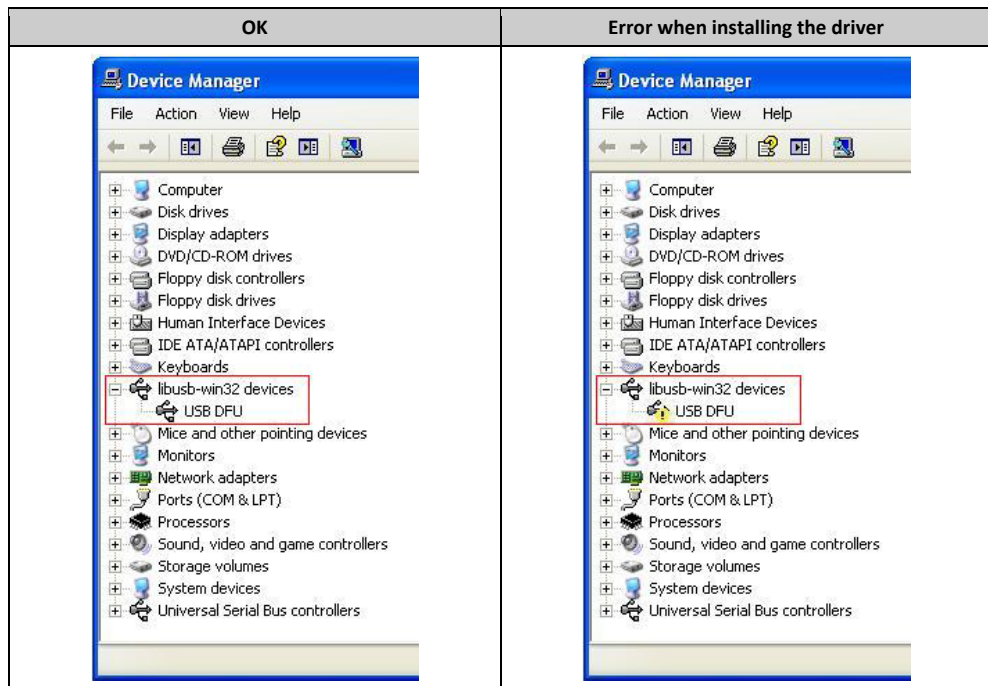 OK
Error when installing the driver
Device Manager
File Action View Help
Computer
Disk drives
Display adapters
DVD/CD-ROM drives
Floppy disk controllers
Floppy disk drives
Human Interface Devices
IDE ATA/ATAPI controllers
Keyboards
libusb-win32 devices
USB DFU
Mice and other pointing devices
Monitors
Network adapters
Ports (COM & LPT)
Processors
Sound, video and game controllers
Storage volumes
System devices
Universal Serial Bus controllers
Device Manager
File Action View Help
Computer
Disk drives
Display adapters
DVD/CD-ROM drives
Floppy disk controllers
Floppy disk drives
Human Interface Devices
IDE ATA/ATAPI controllers
Keyboards
libusb-win32 devices
USB DFU
Mice and other pointing devices
Monitors
Network adapters
Ports (COM & LPT)
Processors
Sound, video and game controllers
Storage volumes
System devices
Universal Serial Bus controllers